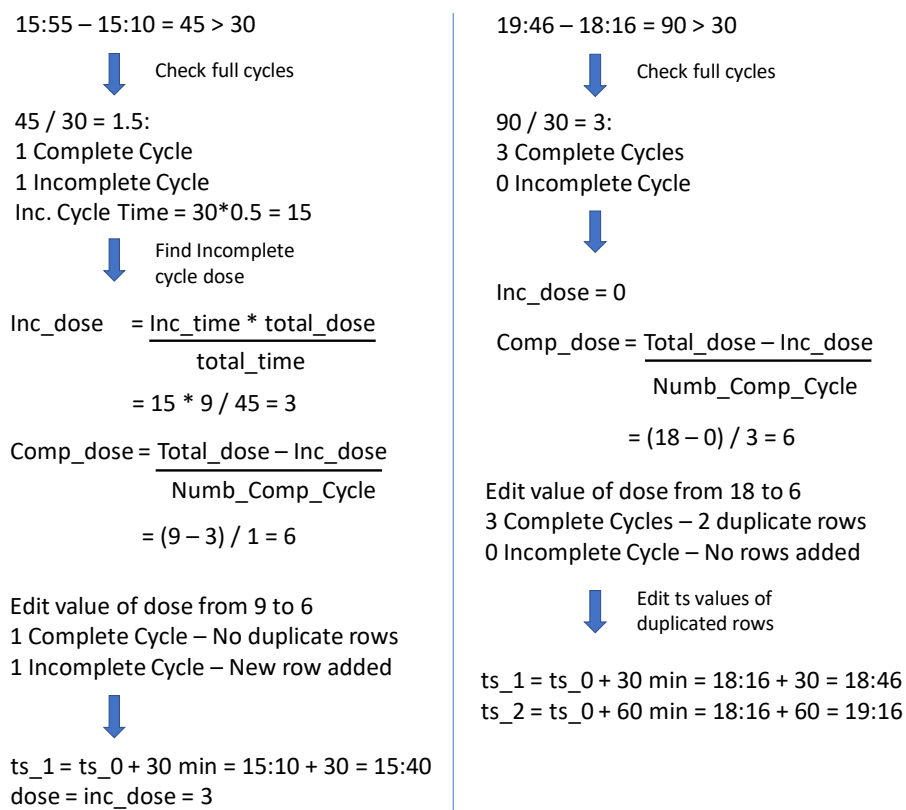 15:55 – 15:10 = 45 > 30
Check full cycles
45 / 30 = 1.5:
1 Complete Cycle
1 Incomplete Cycle
Inc. Cycle Time = 30*0.5 = 15
Find Incomplete
cycle dose
Inc_dose = Inc_time * total_dose
total_time
= 15 * 9 / 45 = 3
Comp_dose = Total_dose – Inc_dose
Numb_Comp_Cycle
= (9 – 3) / 1 = 6
Edit value of dose from 9 to 6
1 Complete Cycle – No duplicate rows
1 Incomplete Cycle – New row added
ts_1 = ts_0 + 30 min = 15:10 + 30 = 15:40
dose = inc_dose = 3
19:46 – 18:16 = 90 > 30
Check full cycles
90 / 30 = 3:
3 Complete Cycles
0 Incomplete Cycle
Inc_dose = 0
Comp_dose = Total_dose – Inc_dose
Numb_Comp_Cycle
= (18 – 0) / 3 = 6
Edit value of dose from 18 to 6
3 Complete Cycles – 2 duplicate rows
0 Incomplete Cycle – No rows added
Edit ts values of
duplicated rows
ts_1 = ts_0 + 30 min = 18:16 + 30 = 18:46
ts_2 = ts_0 + 60 min = 18:16 + 60 = 19:16